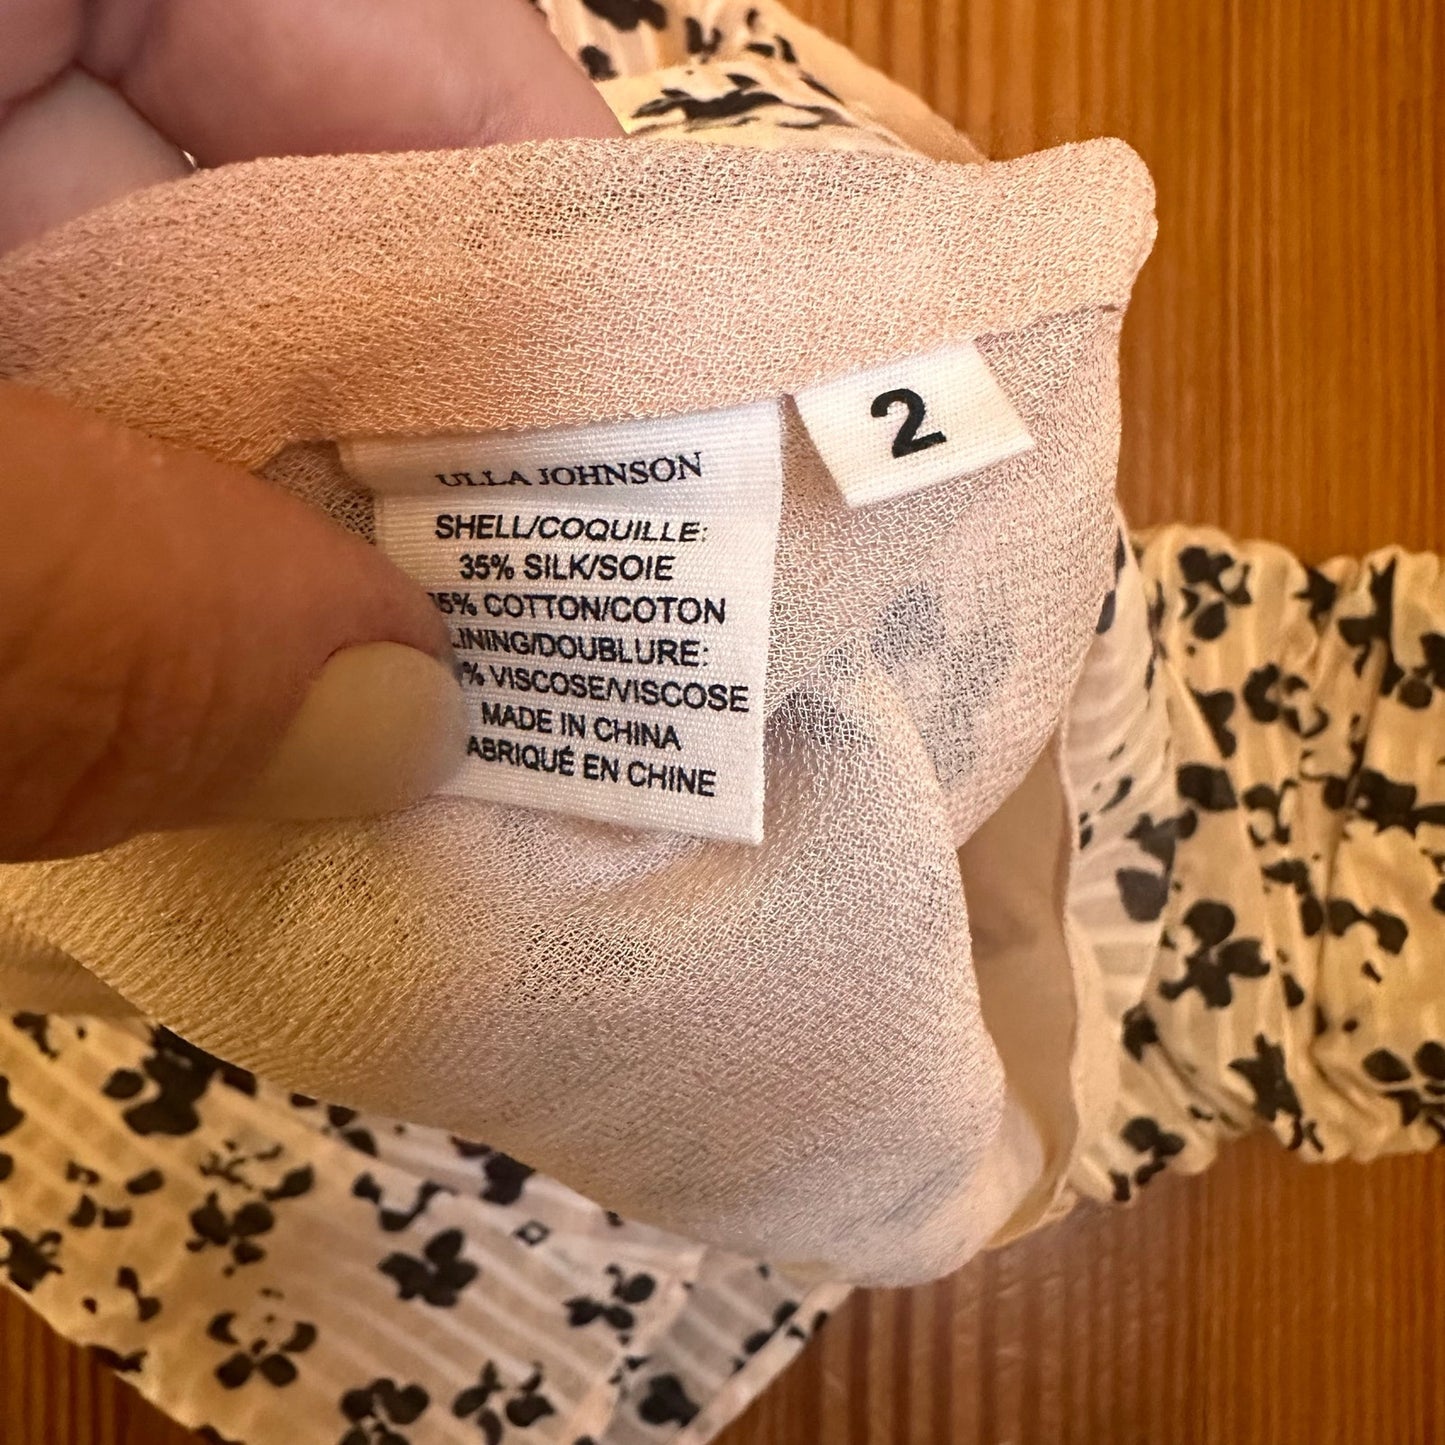 ULLA JOHNSON
SHELL/COQUILLE:
35% SILK/SOIE
5% COTTON/COTON
LINING/DOUBLURE:
% VISCOSE/VISCOSE
MADE IN CHINA
ABRIQUÉ EN CHINE
2